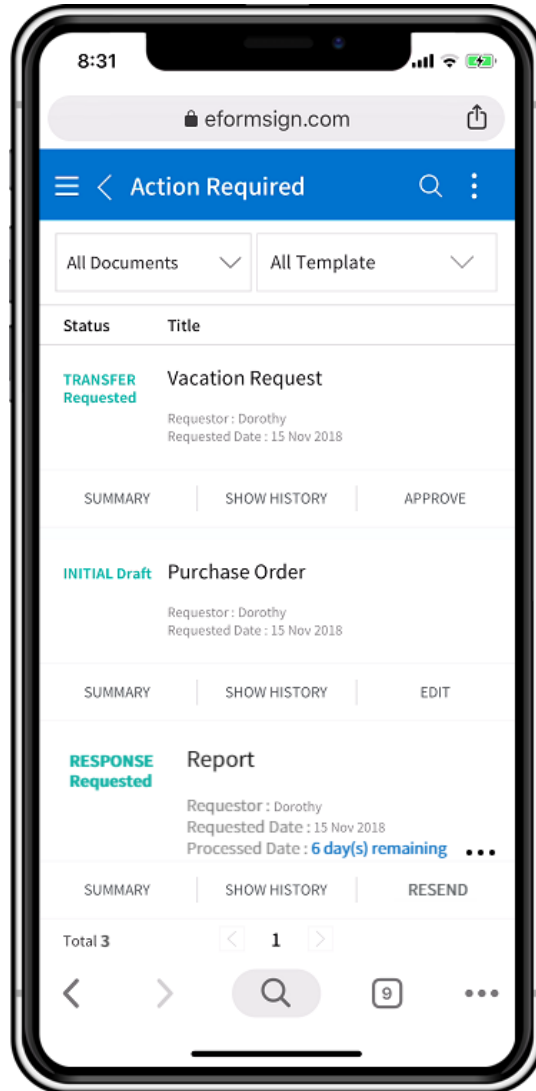 8:31
eformsign.com
Action Required
All Documents All Template
Status Title
TRANSFER Requested
Vacation Request
Requestor : Dorothy
Requested Date : 15 Nov 2018
SUMMARY SHOW HISTORY APPROVE
INITIAL Draft Purchase Order
Requestor : Dorothy
Requested Date : 15 Nov 2018
SUMMARY SHOW HISTORY EDIT
RESPONSE Requested
Report
Requestor : Dorothy
Requested Date : 15 Nov 2018
Processed Date : 6 day(s) remaining
SUMMARY SHOW HISTORY RESEND
Total 3 1
9